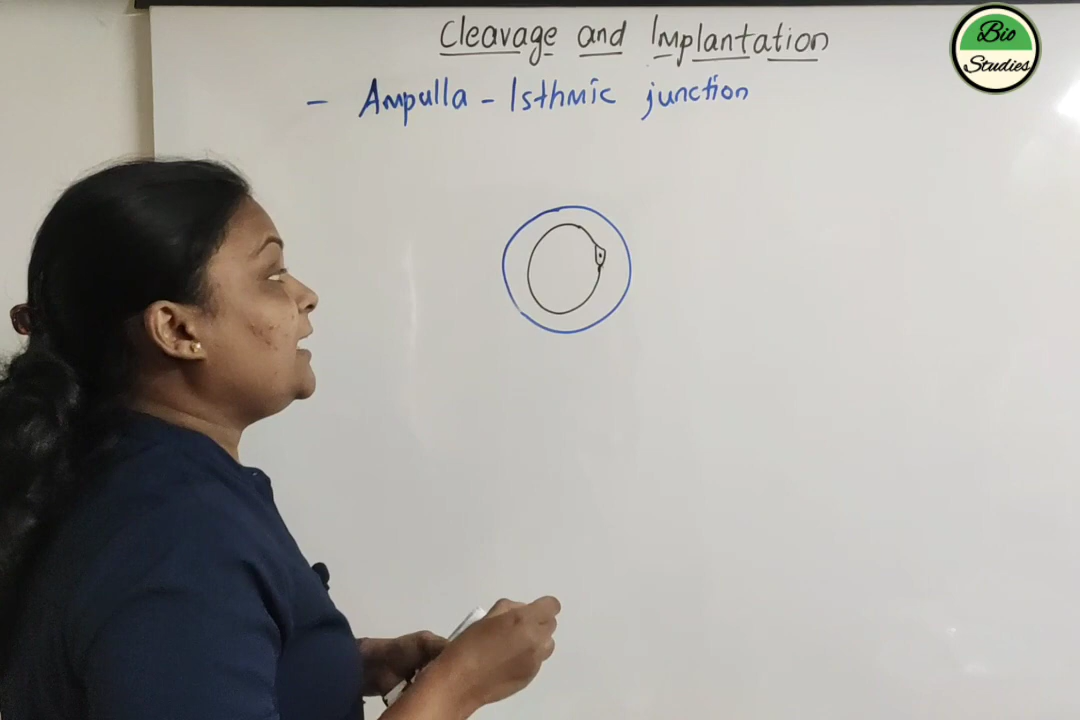 Cleavage and Implantation
- Ampulla - Isthmic junction
Bio
Studies